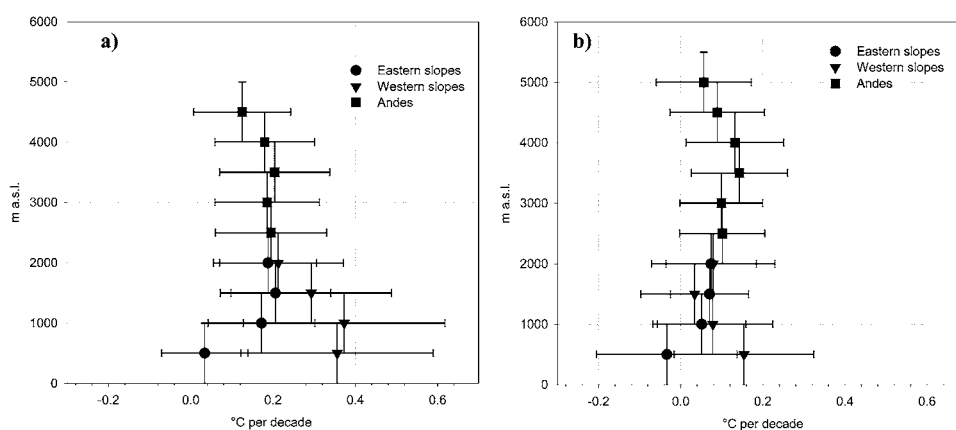 a)
6000
5000
4000
3000
2000
1000
0
m a.s.l.
Eastern slopes
Western slopes
Andes
-0.2
0.0
0.2
0.4
0.6
°C per decade
b)
6000
5000
4000
3000
2000
1000
0
m a.s.l.
Eastern slopes
Western slopes
Andes
-0.2
0.0
0.2
0.4
0.6
°C per decade